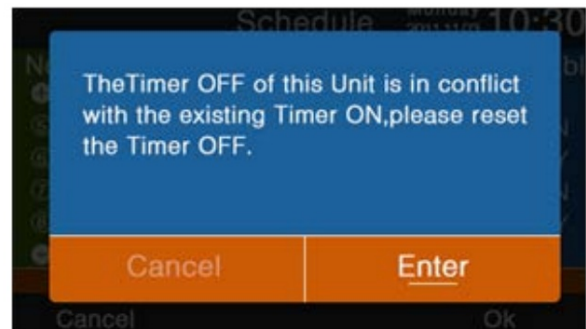 Schedule Monday 10:30
TheTimer OFF of this Unit is in conflict
with the existing Timer ON,please reset
the Timer OFF.
Cancel Enter
Cancel Ok